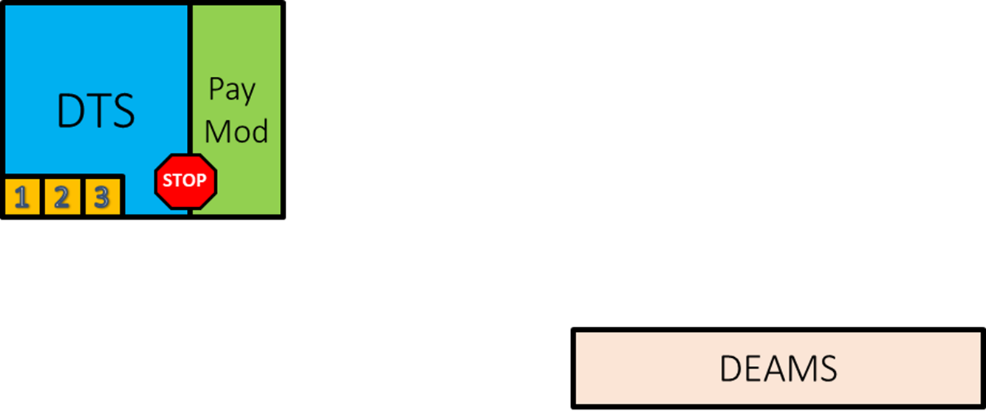 DTS
Pay
Mod
STOP
1 2 3
DEAMS